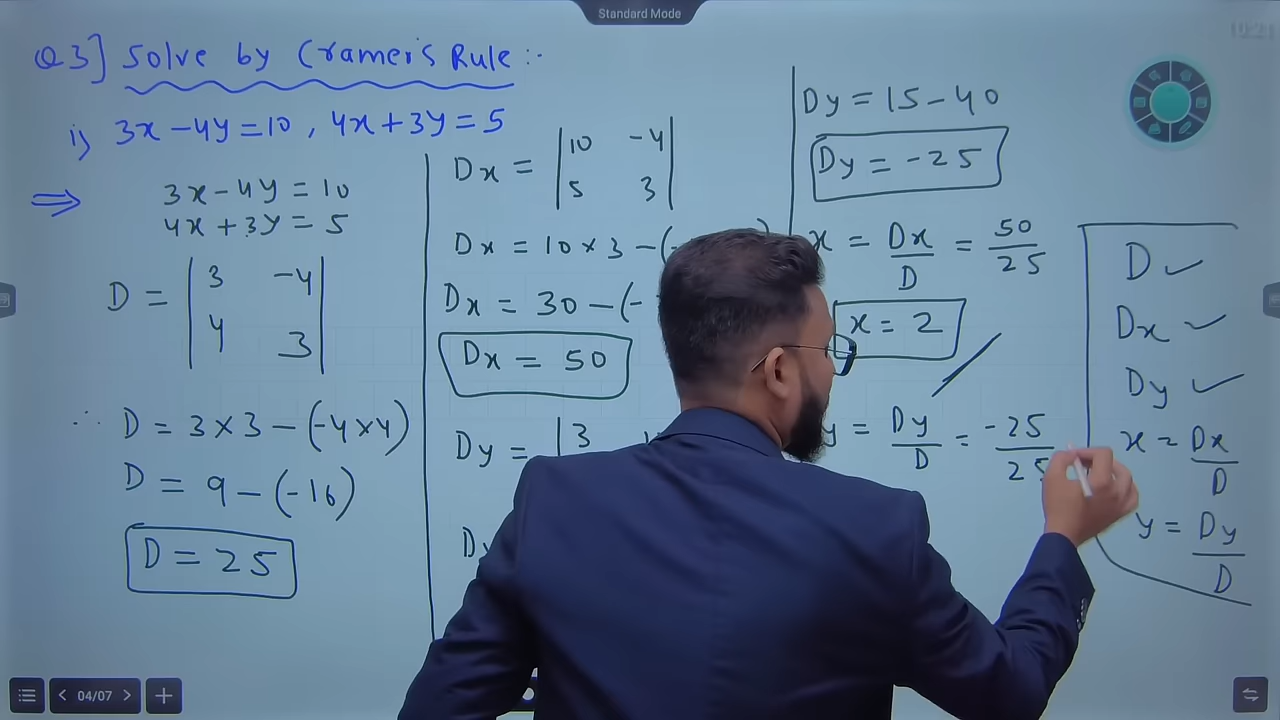 Standard Mode
10:21
Q3] Solve by Cramer's Rule :-
i) 3x - 4y = 10 , 4x + 3y = 5
⇒ 3x - 4y = 10
4x + 3y = 5
D = | 3 -4 |
| 4 3 |
∴ D = 3 × 3 - (-4 × 4)
D = 9 - (-16)
D = 25
Dx = | 10 -4 |
| 5 3 |
Dx = 10 × 3 - (
Dx = 30 - (-
Dx = 50
Dy = | 3
Dy
Dy = 15 - 40
Dy = -25
x = Dx/D = 50/25
x = 2
y = Dy/D = -25/25
D ✓
Dx ✓
Dy ✓
x = Dx/D
y = Dy/D
04/07